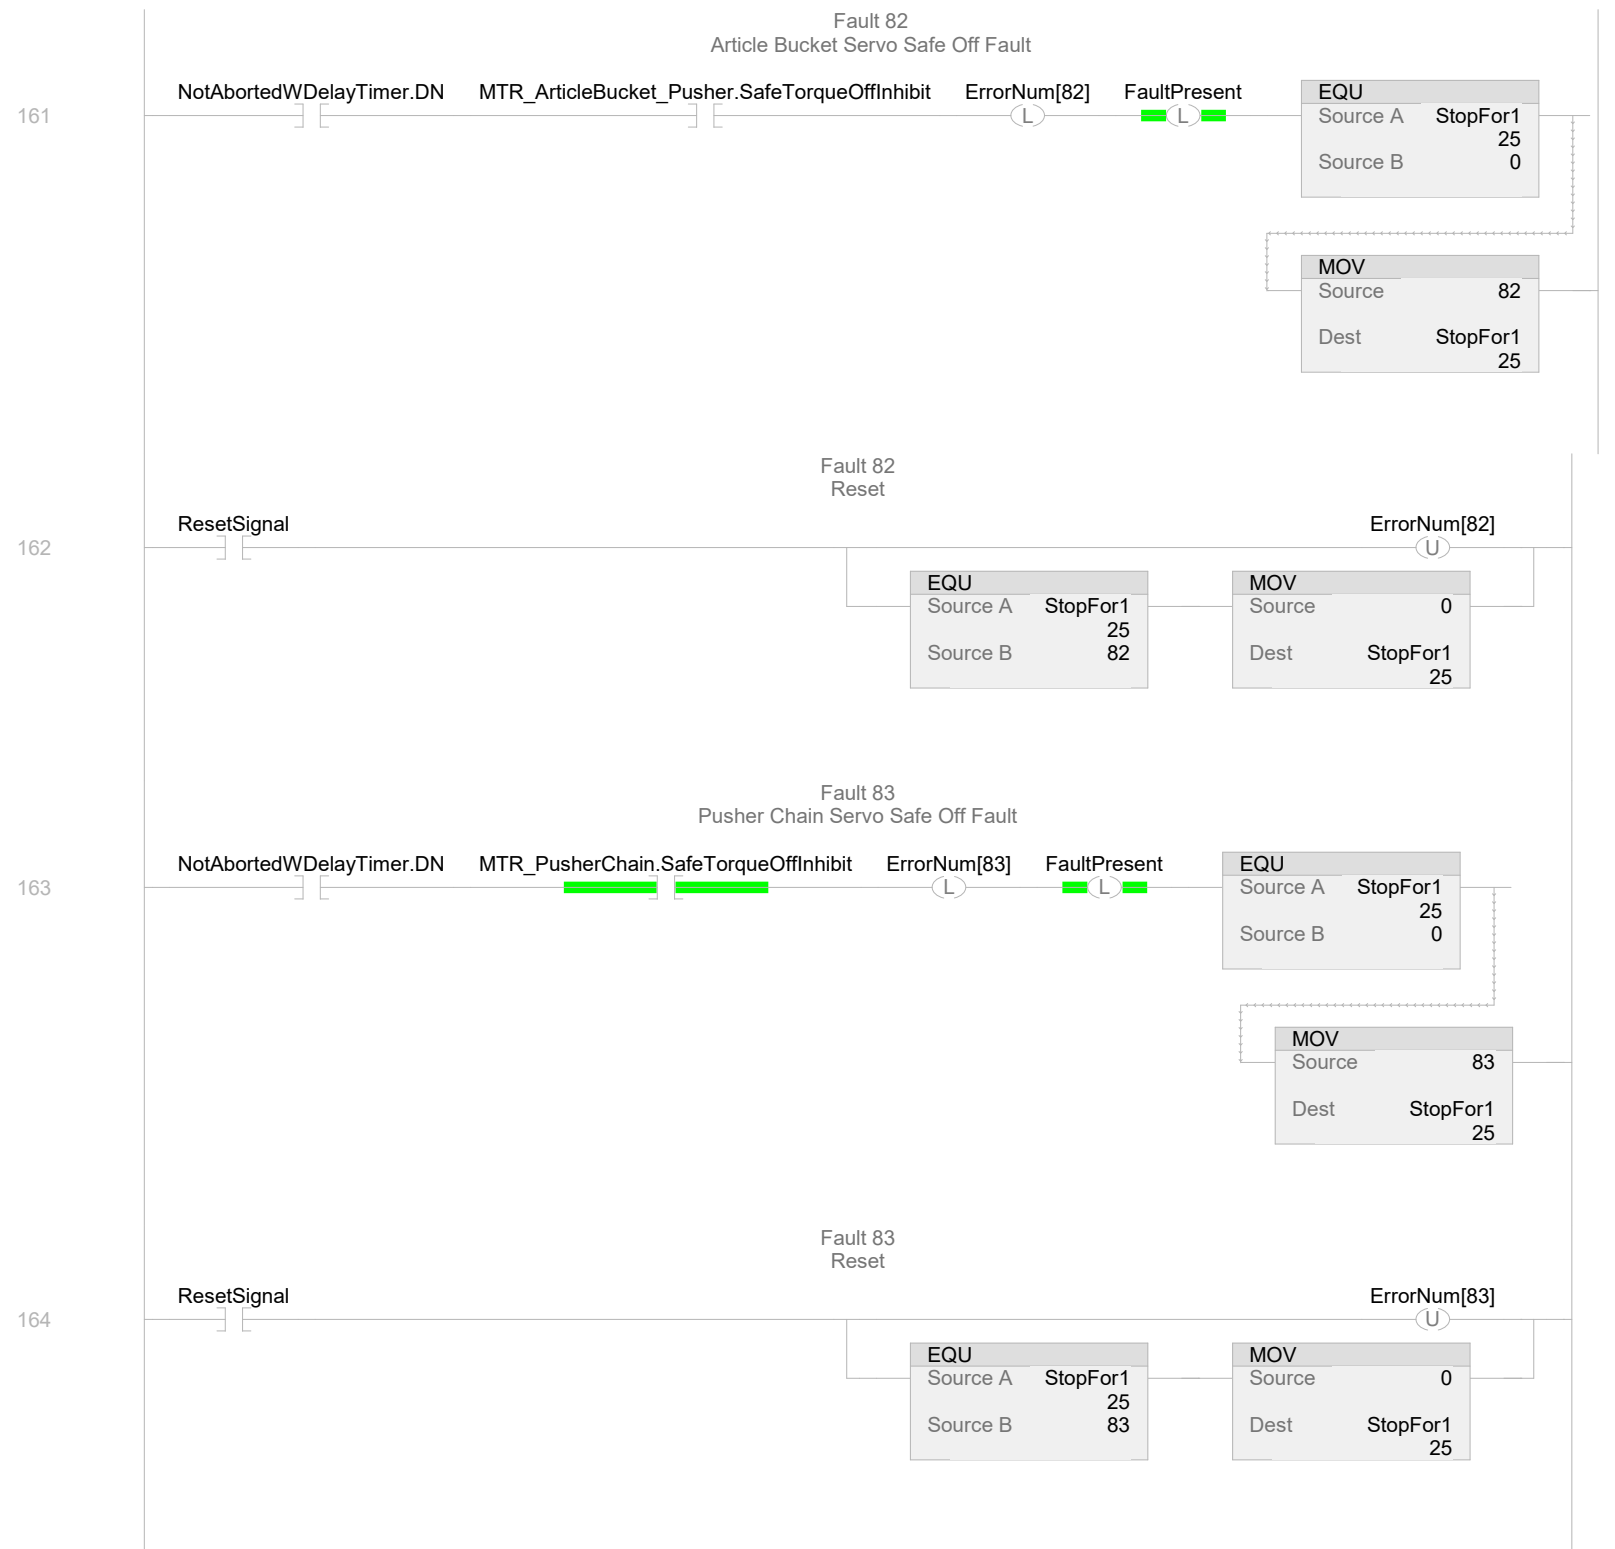 Fault 82
Article Bucket Servo Safe Off Fault
NotAbortedWDelayTimer.DN MTR_ArticleBucket_Pusher.SafeTorqueOffInhibit ErrorNum[82] FaultPresent EQU
161 L L Source A StopFor1
25
Source B 0
MOV
Source 82
Dest StopFor1
25
Fault 82
Reset
ResetSignal ErrorNum[82]
162 U
EQU MOV
Source A StopFor1 Source 0
25
Source B 82 Dest StopFor1
25
Fault 83
Pusher Chain Servo Safe Off Fault
NotAbortedWDelayTimer.DN MTR_PusherChain.SafeTorqueOffInhibit ErrorNum[83] FaultPresent EQU
163 L L Source A StopFor1
25
Source B 0
MOV
Source 83
Dest StopFor1
25
Fault 83
Reset
ResetSignal ErrorNum[83]
164 U
EQU MOV
Source A StopFor1 Source 0
25
Source B 83 Dest StopFor1
25